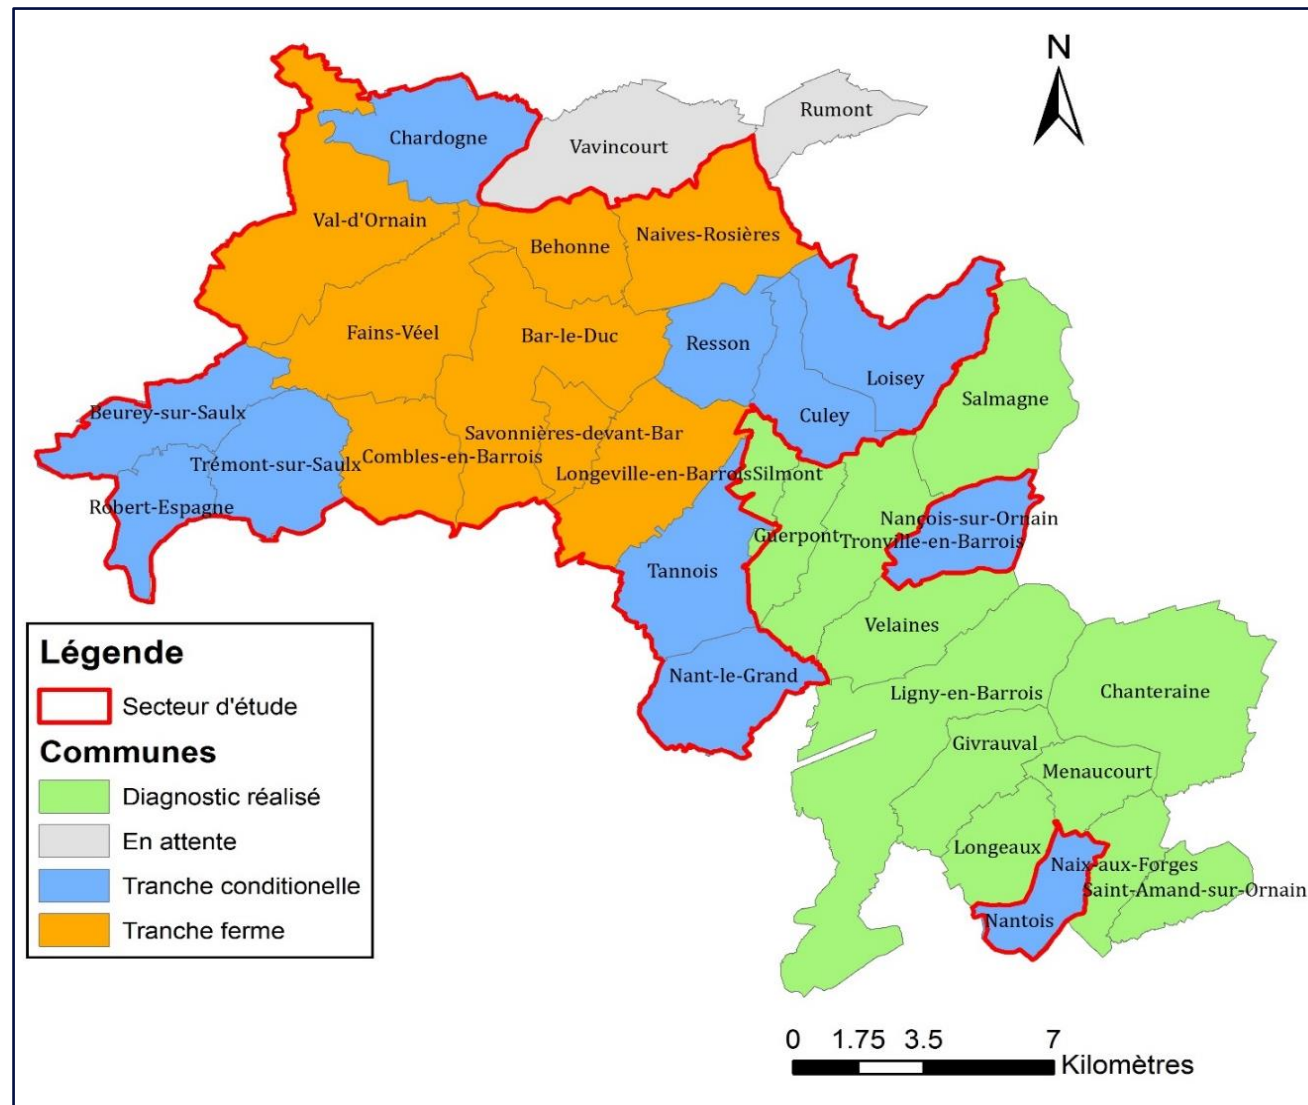 N
Rumont
Chardogne
Vavincourt
Val-d'Ornain
Behonne
Naives-Rosières
Fains-Véel
Bar-le-Duc
Resson
Loisey
Salmagne
Beurey-sur-Saulx
Culey
Savonnières-devant-Bar
Trémont-sur-Saulx
Combles-en-Barrois
Longeville-en-Barrois
Silmont
Robert-Espagne
Nançois-sur-Ornain
Guerpont
Tronville-en-Barrois
Tannois
Velaines
Nant-le-Grand
Ligny-en-Barrois
Chanteraine
Givrauval
Menaucourt
Longeaux
Naix-aux-Forges
Saint-Amand-sur-Ornain
Nantois
Légende
Secteur d'étude
Communes
Diagnostic réalisé
En attente
Tranche conditionelle
Tranche ferme
0 1.75 3.5 7
Kilomètres